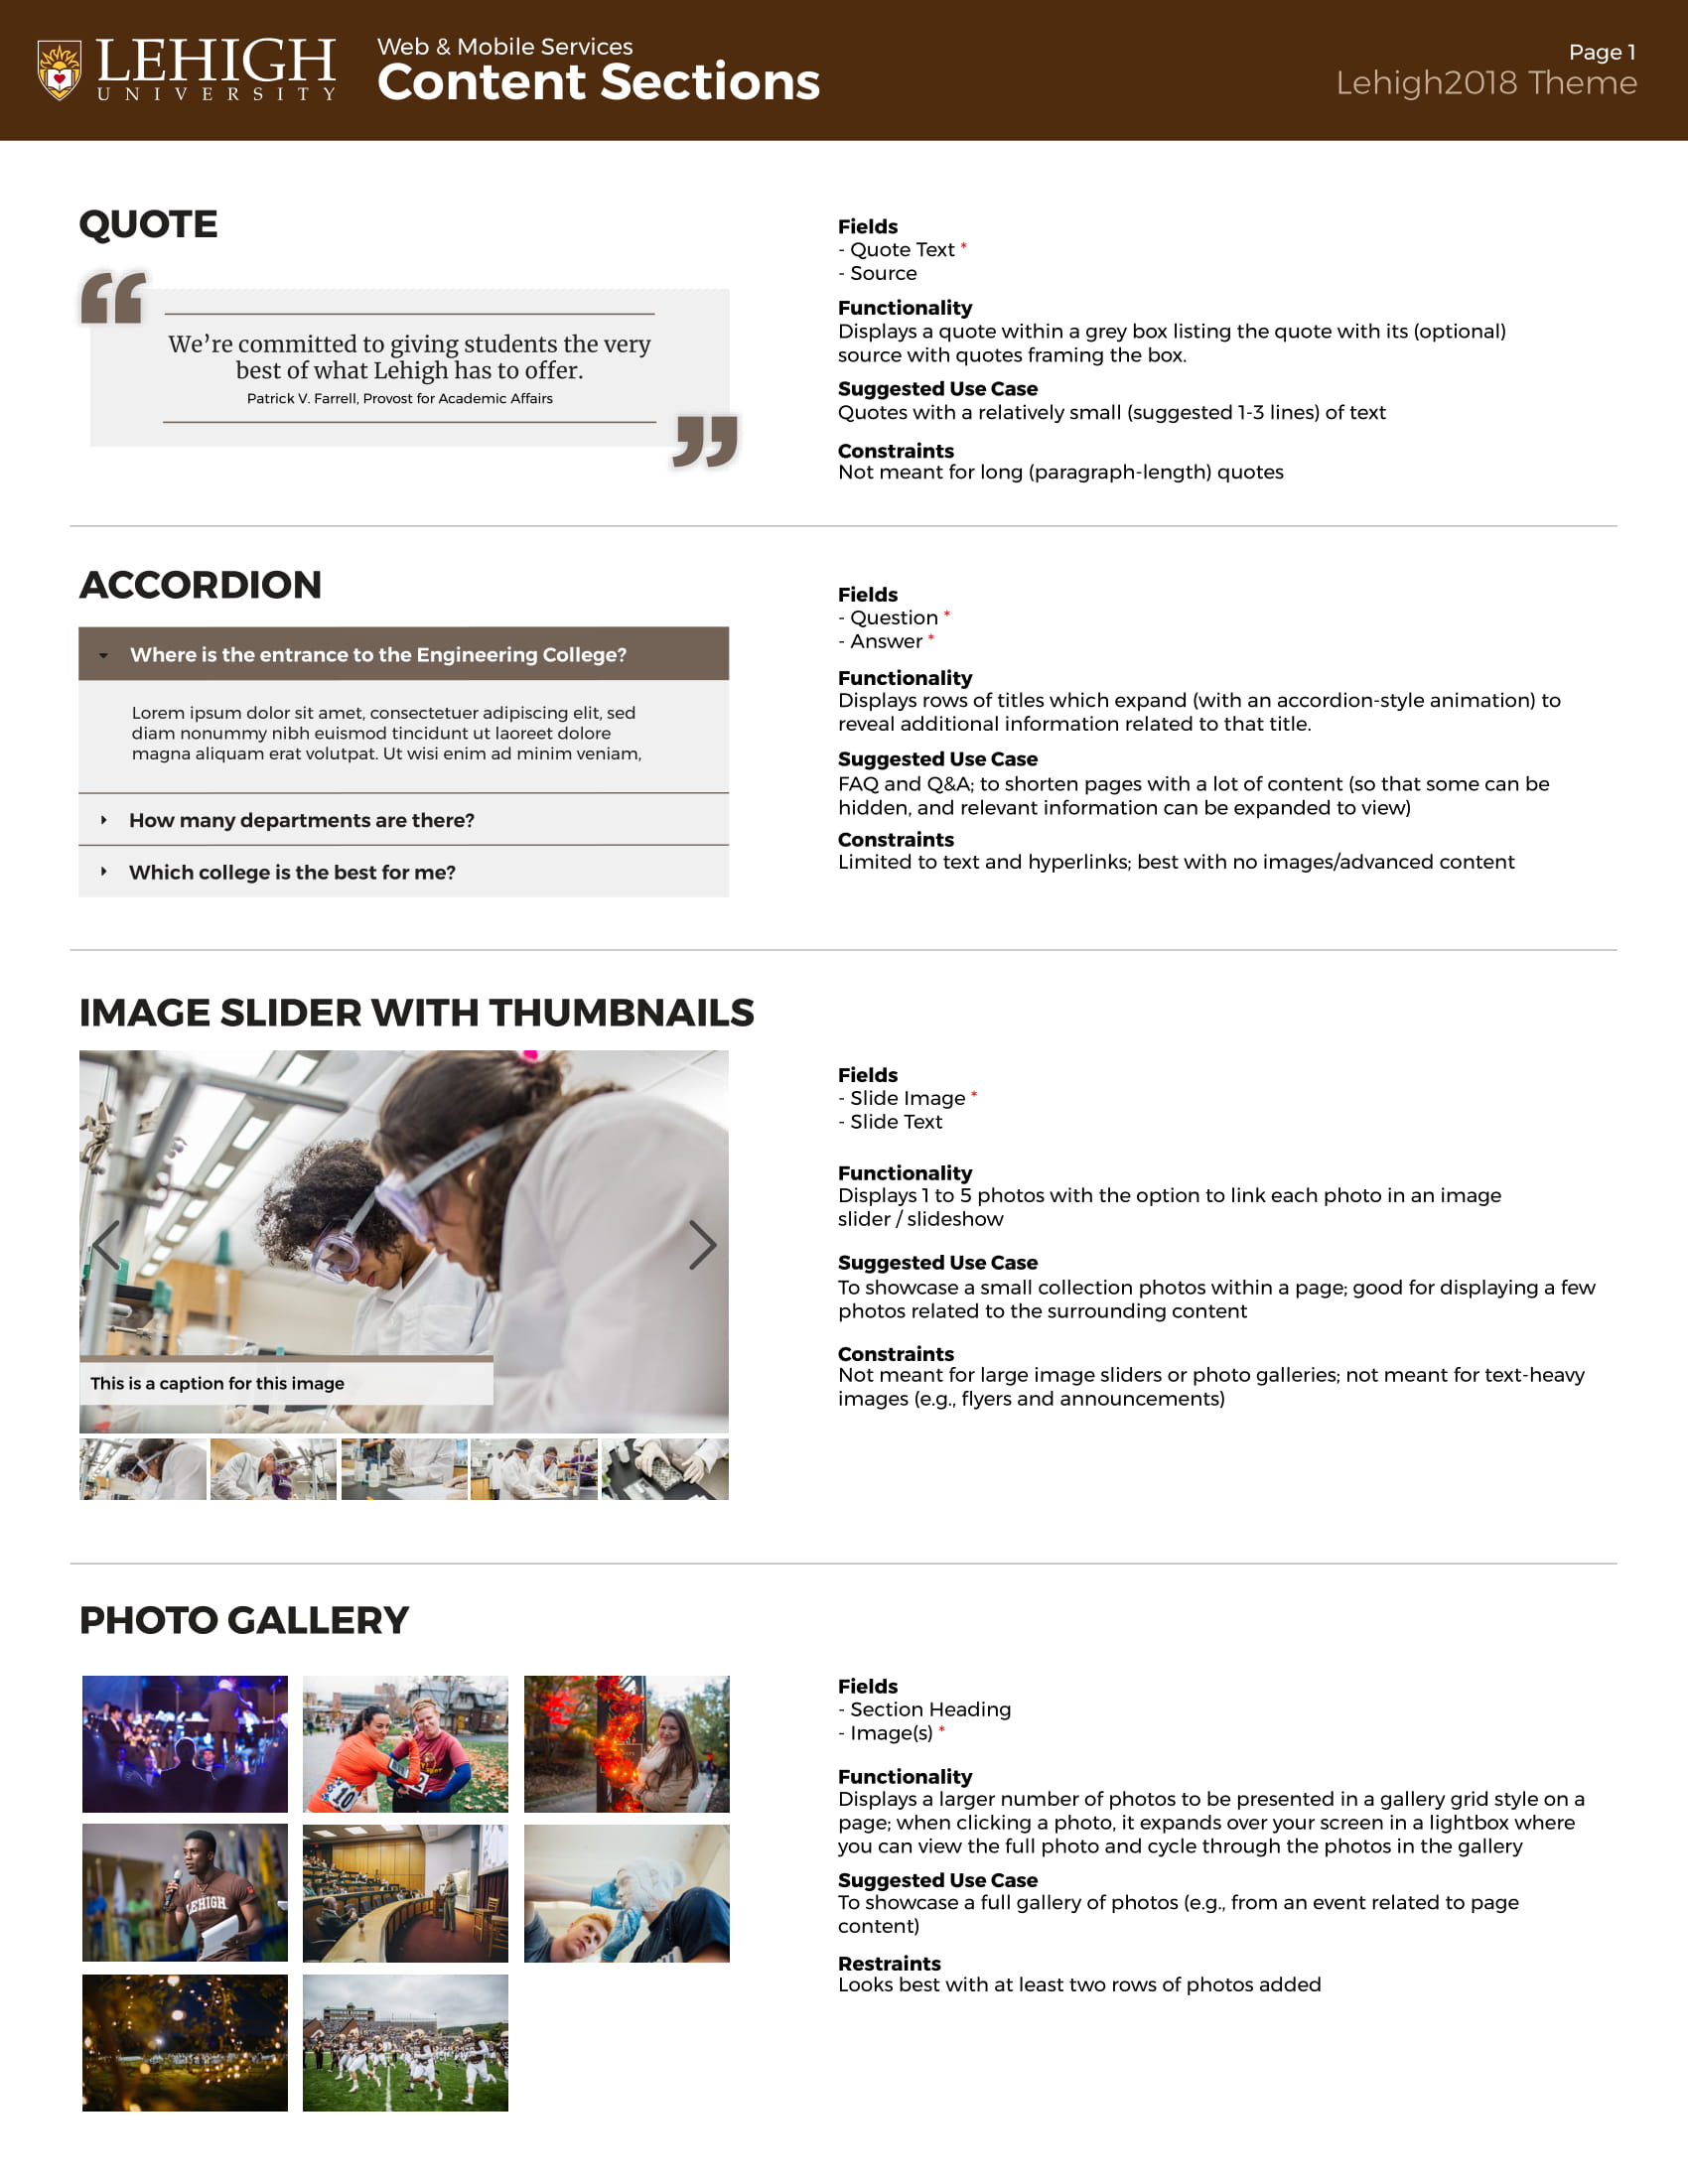 LEHIGH
UNIVERSITY
Web & Mobile Services
Content Sections
Page 1
Lehigh2018 Theme
QUOTE
“
We’re committed to giving students the very
best of what Lehigh has to offer.
Patrick V. Farrell, Provost for Academic Affairs
”
Fields
- Quote Text *
- Source
Functionality
Displays a quote within a grey box listing the quote with its (optional)
source with quotes framing the box.
Suggested Use Case
Quotes with a relatively small (suggested 1-3 lines) of text
Constraints
Not meant for long (paragraph-length) quotes
ACCORDION
Where is the entrance to the Engineering College?
Lorem ipsum dolor sit amet, consectetuer adipiscing elit, sed
diam nonummy nibh euismod tincidunt ut laoreet dolore
magna aliquam erat volutpat. Ut wisi enim ad minim veniam,
How many departments are there?
Which college is the best for me?
Fields
- Question *
- Answer *
Functionality
Displays rows of titles which expand (with an accordion-style animation) to
reveal additional information related to that title.
Suggested Use Case
FAQ and Q&A; to shorten pages with a lot of content (so that some can be
hidden, and relevant information can be expanded to view)
Constraints
Limited to text and hyperlinks; best with no images/advanced content
IMAGE SLIDER WITH THUMBNAILS
This is a caption for this image
Fields
- Slide Image *
- Slide Text
Functionality
Displays 1 to 5 photos with the option to link each photo in an image
slider / slideshow
Suggested Use Case
To showcase a small collection photos within a page; good for displaying a few
photos related to the surrounding content
Constraints
Not meant for large image sliders or photo galleries; not meant for text-heavy
images (e.g., flyers and announcements)
PHOTO GALLERY
10
LEHIGH
Fields
- Section Heading
- Image(s) *
Functionality
Displays a larger number of photos to be presented in a gallery grid style on a
page; when clicking a photo, it expands over your screen in a lightbox where
you can view the full photo and cycle through the photos in the gallery
Suggested Use Case
To showcase a full gallery of photos (e.g., from an event related to page
content)
Restraints
Looks best with at least two rows of photos added